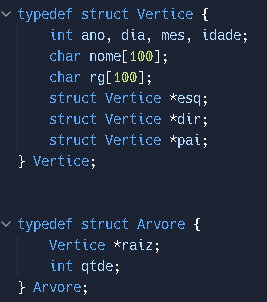 typedef struct Vertice {
    int ano, dia, mes, idade;
    char nome[100];
    char rg[100];
    struct Vertice *esq;
    struct Vertice *dir;
    struct Vertice *pai;
} Vertice;
typedef struct Arvore {
    Vertice *raiz;
    int qtde;
} Arvore;